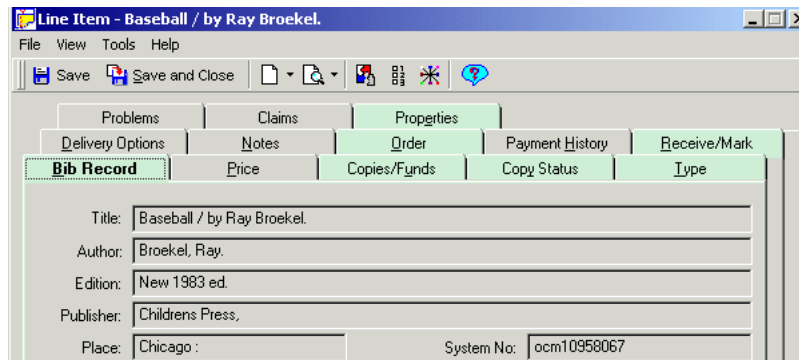 Line Item - Baseball / by Ray Broekel.
File View Tools Help
Save Save and Close
Problems Claims Properties
Delivery Options Notes Order Payment History Receive/Mark
Bib Record Price Copies/Funds Copy Status Type
Title: Baseball / by Ray Broekel.
Author: Broekel, Ray.
Edition: New 1983 ed.
Publisher: Childrens Press,
Place: Chicago : System No: ocm10958067